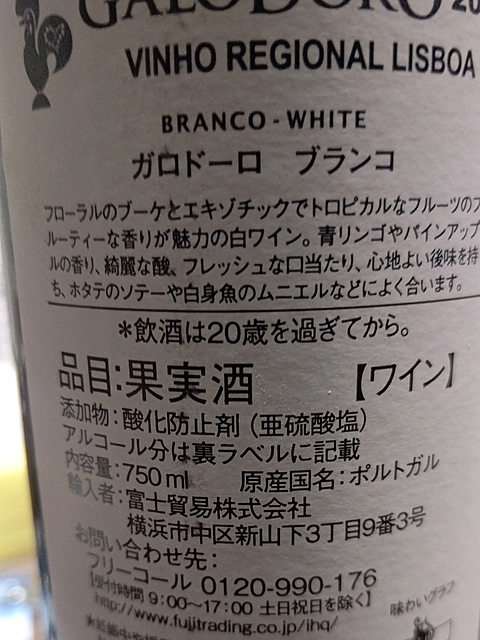 GALODORO 20
VINHO REGIONAL LISBOA
BRANCO - WHITE
ガロドーロ ブランコ
フローラルのブーケとエキゾチックでトロピカルなフルーツのフ
ルーティーな香りが魅力の白ワイン。青リンゴやパインアップ
ルの香り、綺麗な酸、フレッシュな口当たり、心地よい後味を持
ち、ホタテのソテーや白身魚のムニエルなどによく合います。
*飲酒は20歳を過ぎてから。
品目:果実酒 【ワイン】
添加物:酸化防止剤(亜硫酸塩)
アルコール分は裏ラベルに記載
内容量:750ml 原産国名:ポルトガル
輸入者:富士貿易株式会社
横浜市中区新山下3丁目9番3号
お問い合わせ先:
フリーコール 0120-990-176
【受付時間 9:00~17:00 土日祝日を除く】
http://www.fujitrading.co.jp/ihq/
味わいグラフ